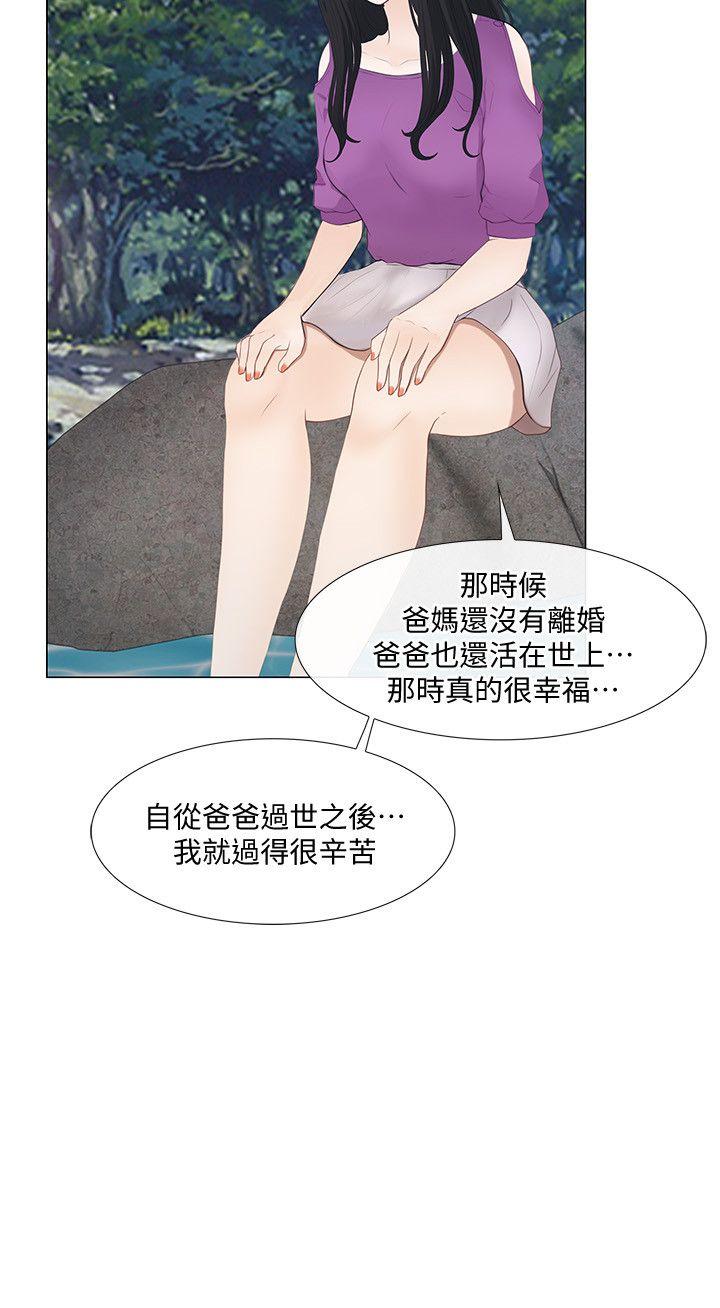 那時候
爸媽還沒有離婚
爸爸也還活在世上…
那時真的很幸福…
自從爸爸過世之後…
我就過得很辛苦